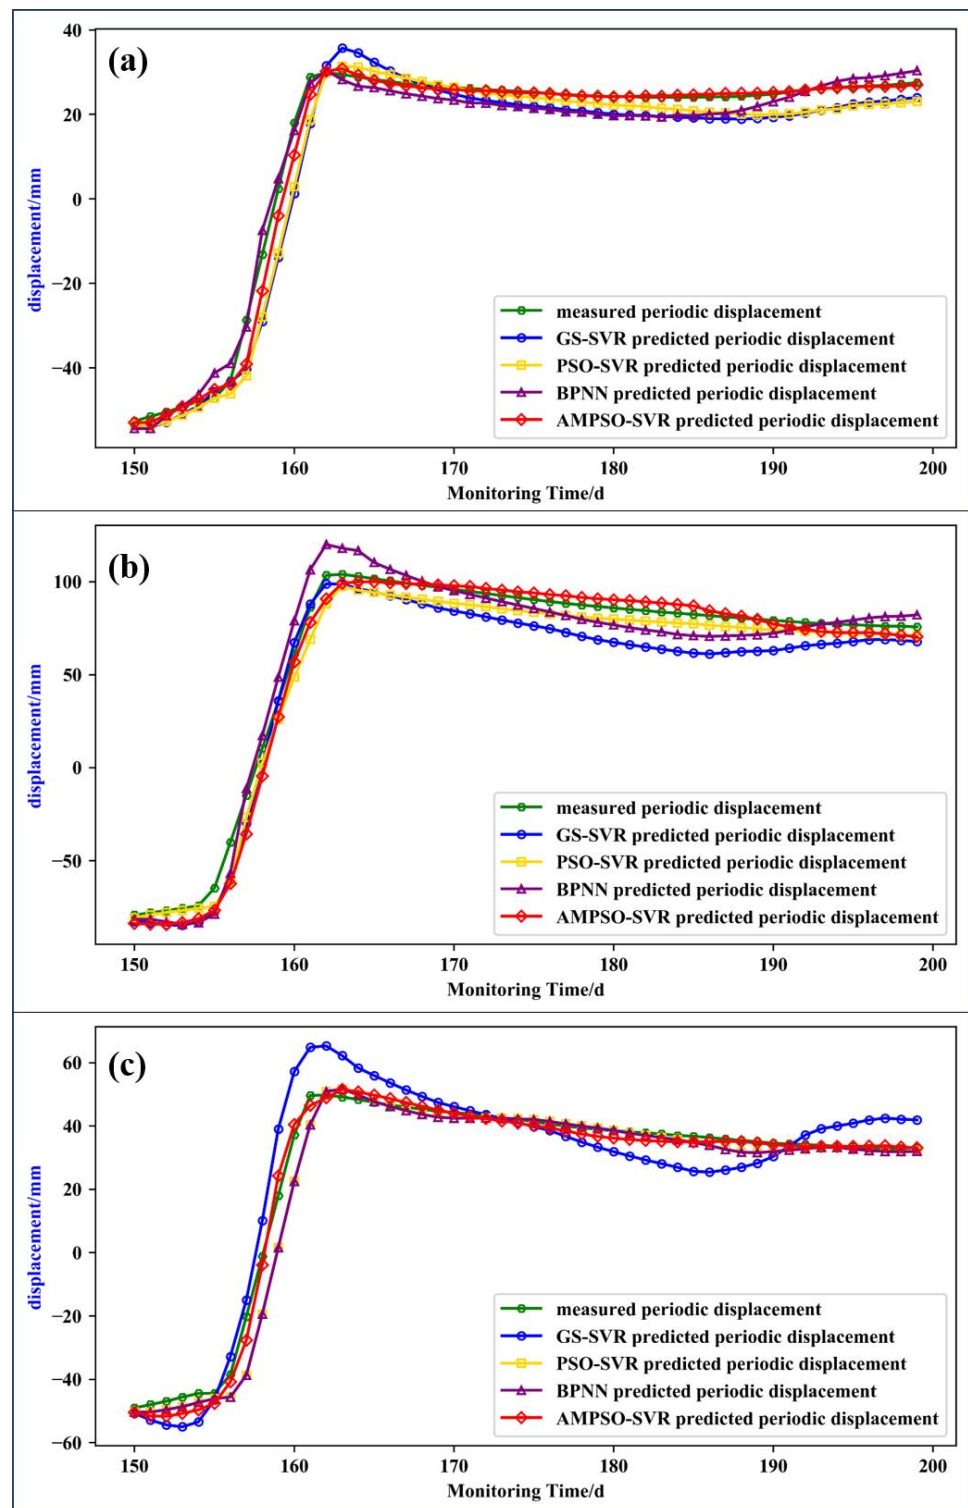 (a)
40
20
0
−20
−40
displacement/mm
measured periodic displacement
GS-SVR predicted periodic displacement
PSO-SVR predicted periodic displacement
BPNN predicted periodic displacement
AMPSO-SVR predicted periodic displacement
150 160 170 180 190 200
Monitoring Time/d
(b)
100
50
0
−50
displacement/mm
measured periodic displacement
GS-SVR predicted periodic displacement
PSO-SVR predicted periodic displacement
BPNN predicted periodic displacement
AMPSO-SVR predicted periodic displacement
150 160 170 180 190 200
Monitoring Time/d
(c)
60
40
20
0
−20
−40
−60
displacement/mm
measured periodic displacement
GS-SVR predicted periodic displacement
PSO-SVR predicted periodic displacement
BPNN predicted periodic displacement
AMPSO-SVR predicted periodic displacement
150 160 170 180 190 200
Monitoring Time/d